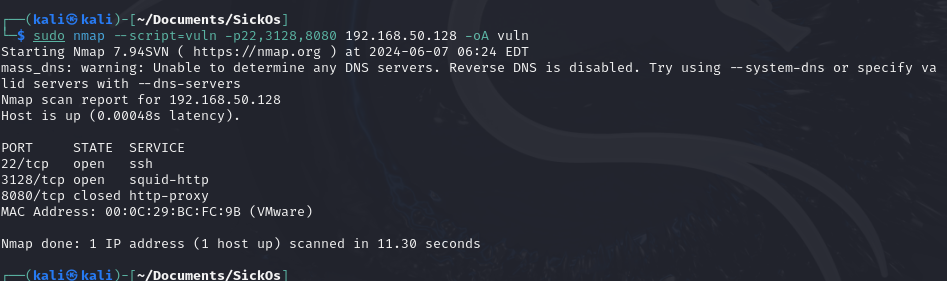 ┌──(kali㉿kali)-[~/Documents/SickOs]
└─$ sudo nmap --script=vuln -p22,3128,8080 192.168.50.128 -oA vuln
Starting Nmap 7.94SVN ( https://nmap.org ) at 2024-06-07 06:24 EDT
mass_dns: warning: Unable to determine any DNS servers. Reverse DNS is disabled. Try using --system-dns or specify va
lid servers with --dns-servers
Nmap scan report for 192.168.50.128
Host is up (0.00048s latency).

PORT     STATE  SERVICE
22/tcp   open   ssh
3128/tcp open   squid-http
8080/tcp closed http-proxy
MAC Address: 00:0C:29:BC:FC:9B (VMware)

Nmap done: 1 IP address (1 host up) scanned in 11.30 seconds

┌──(kali㉿kali)-[~/Documents/SickOs]